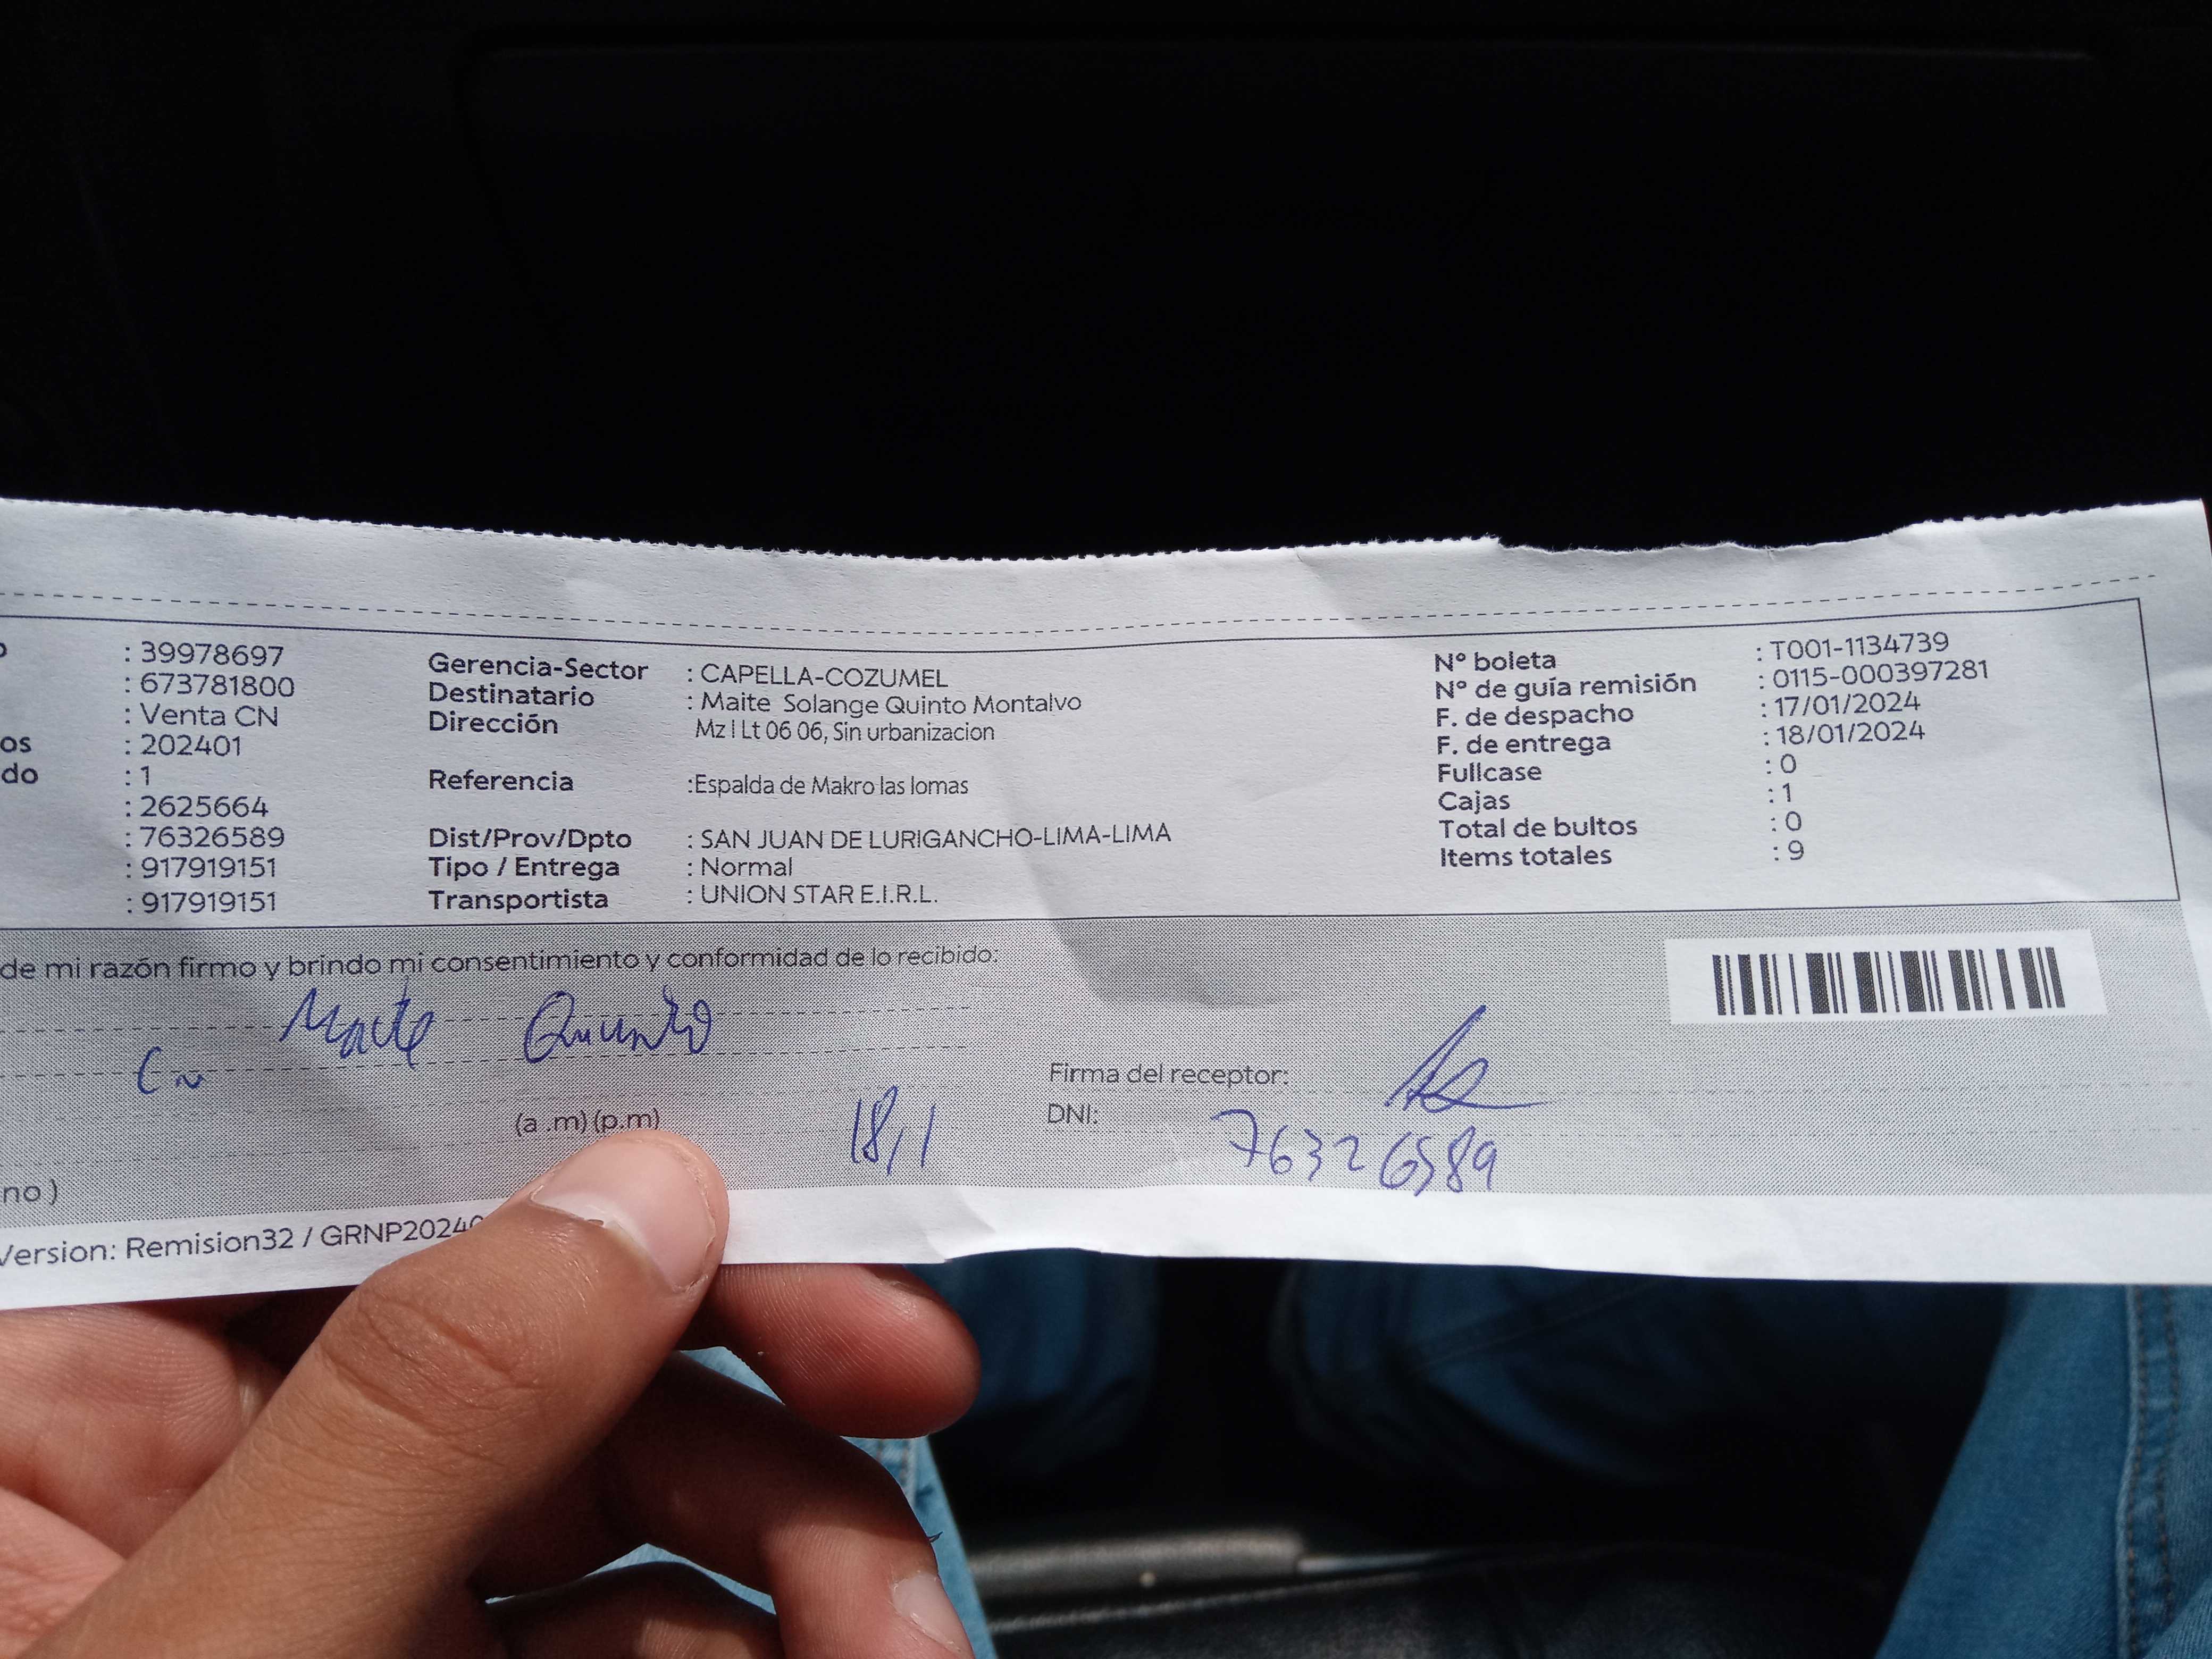 : 39978697
: 673781800
: Venta CN
os : 202401
do : 1
: 2625664
: 76326589
: 917919151
: 917919151
Gerencia-Sector : CAPELLA-COZUMEL
Destinatario : Maite Solange Quinto Montalvo
Dirección Mz I Lt 06 06, Sin urbanizacion
Referencia :Espalda de Makro las lomas
Dist/Prov/Dpto : SAN JUAN DE LURIGANCHO-LIMA-LIMA
Tipo / Entrega : Normal
Transportista : UNION STAR E.I.R.L.
Nº boleta : T001-1134739
Nº de guía remisión : 0115-000397281
F. de despacho : 17/01/2024
F. de entrega : 18/01/2024
Fullcase : 0
Cajas : 1
Total de bultos : 0
Items totales : 9
de mi razón firmo y brindo mi consentimiento y conformidad de lo recibido:
Maite Quinto
Firma del receptor:
(a .m) (p.m) 18/1
DNI: 76326589
no )
Version: Remision32 / GRNP2024